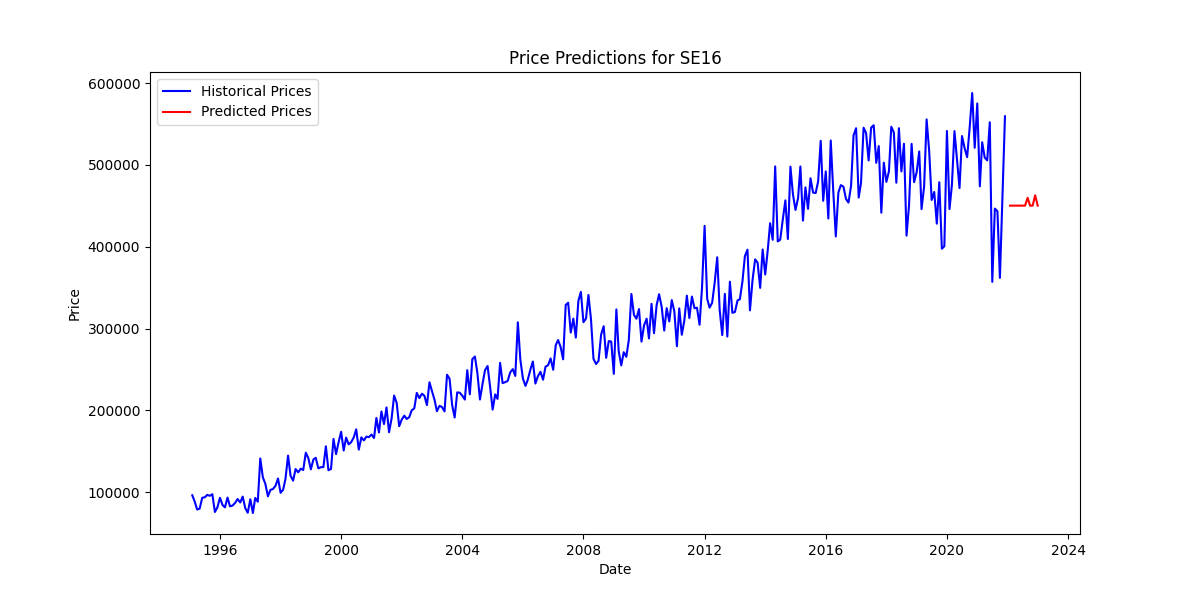 Price Predictions for SE16
Historical Prices
Predicted Prices
600000
500000
400000
300000
200000
100000
Price
1996
2000
2004
2008
2012
2016
2020
2024
Date